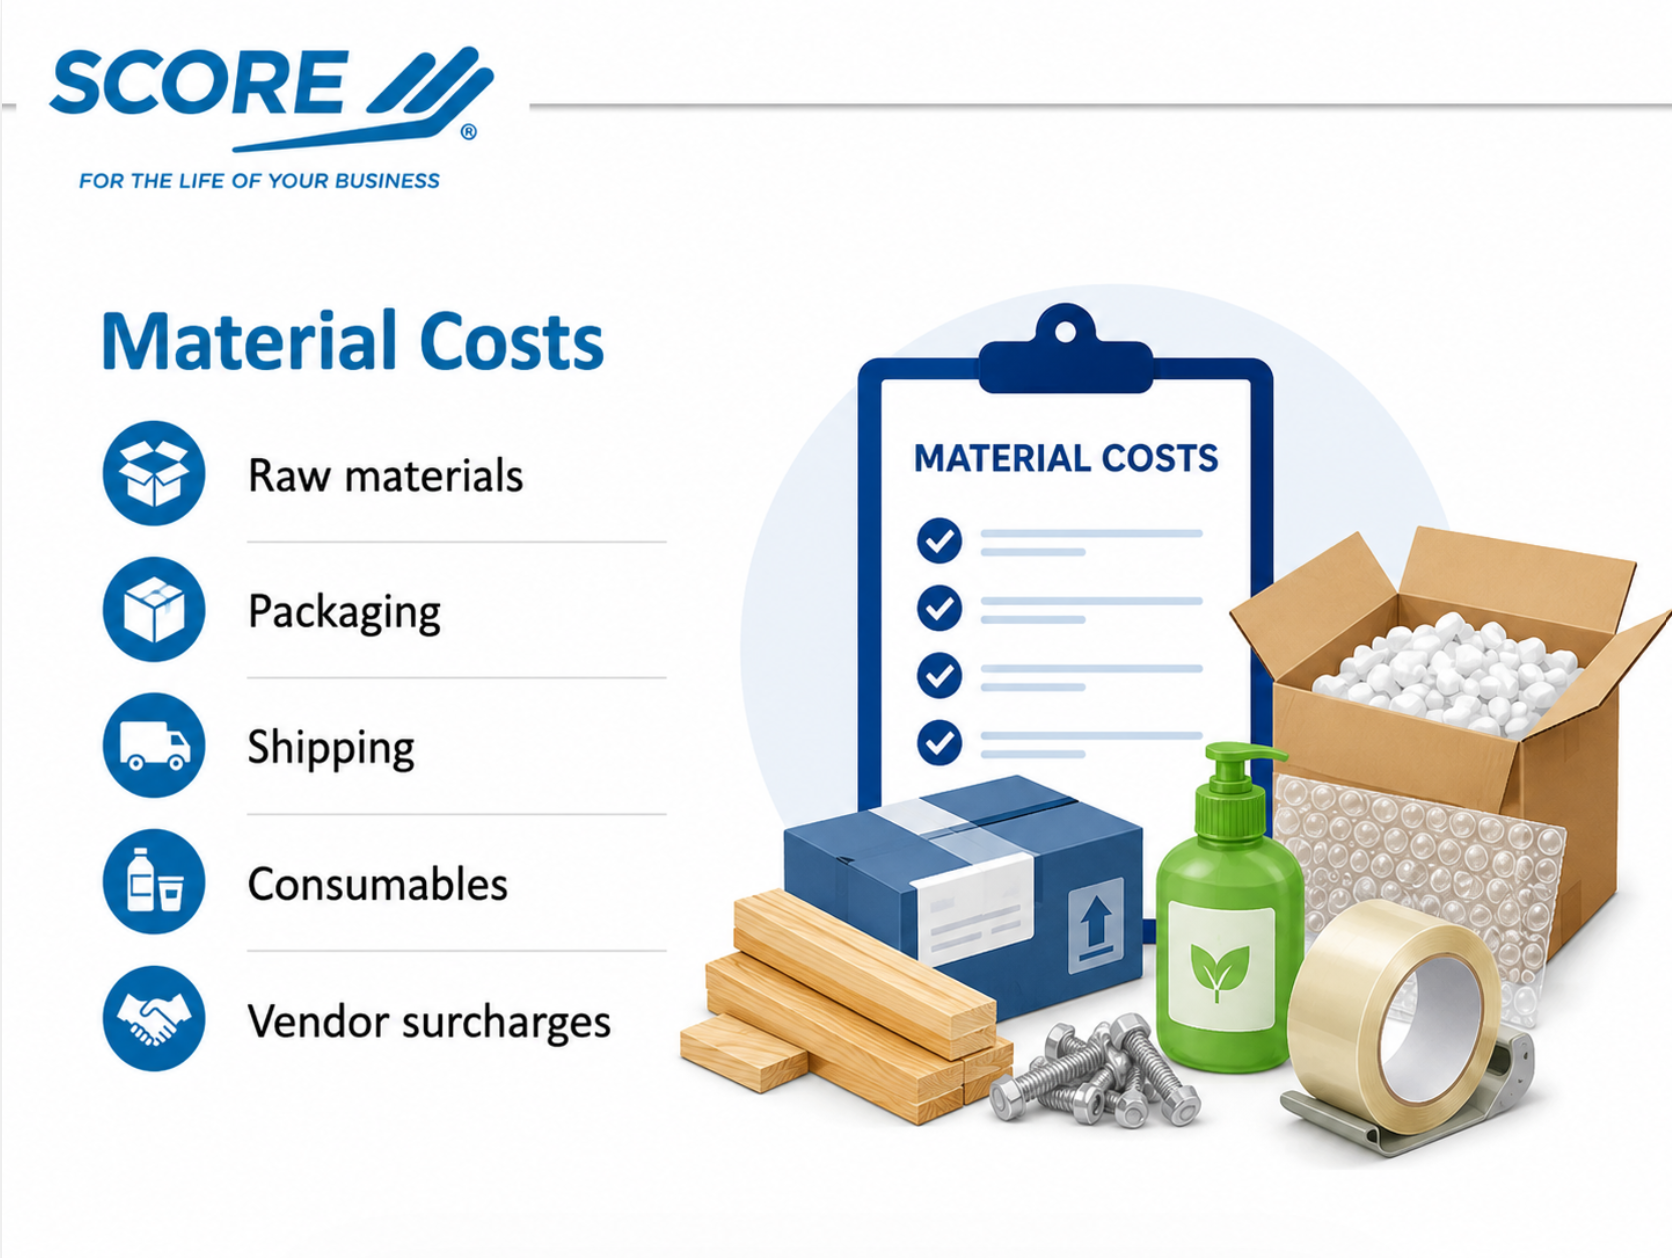 SCORE
®
FOR THE LIFE OF YOUR BUSINESS
Material Costs
Raw materials
Packaging
Shipping
Consumables
Vendor surcharges
MATERIAL COSTS